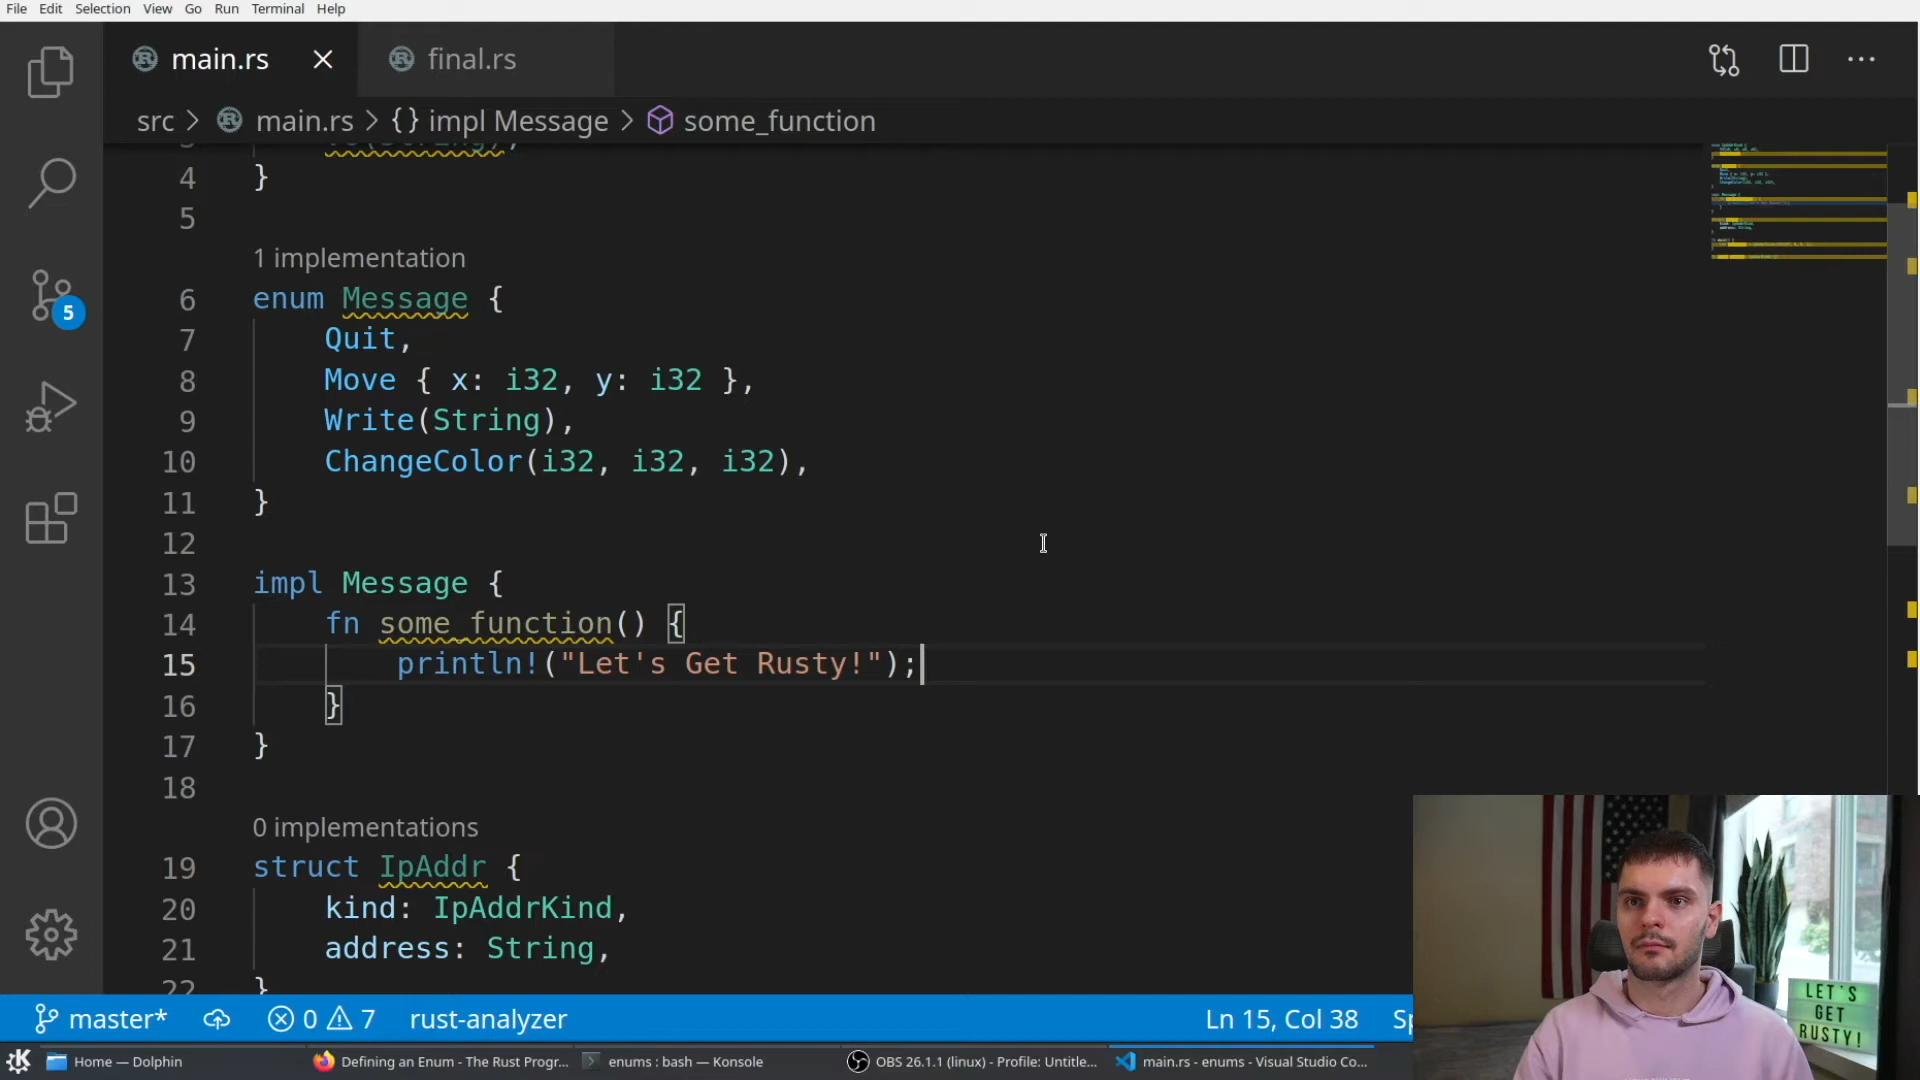 File Edit Selection View Go Run Terminal Help
main.rs final.rs
src > main.rs > {} impl Message > some_function
4 }
5
1 implementation
6 enum Message {
7 Quit,
8 Move { x: i32, y: i32 },
9 Write(String),
10 ChangeColor(i32, i32, i32),
11 }
12
13 impl Message {
14 fn some_function() {
15 println!("Let's Get Rusty!");
16 }
17 }
18
0 implementations
19 struct IpAddr {
20 kind: IpAddrKind,
21 address: String,
22 }
5
LET'S
GET
RUSTY!
master* 0 7 rust-analyzer Ln 15, Col 38
Home — Dolphin Defining an Enum - The Rust Progr... enums : bash — Konsole OBS 26.1.1 (linux) - Profile: Untitle... main.rs - enums - Visual Studio Co...